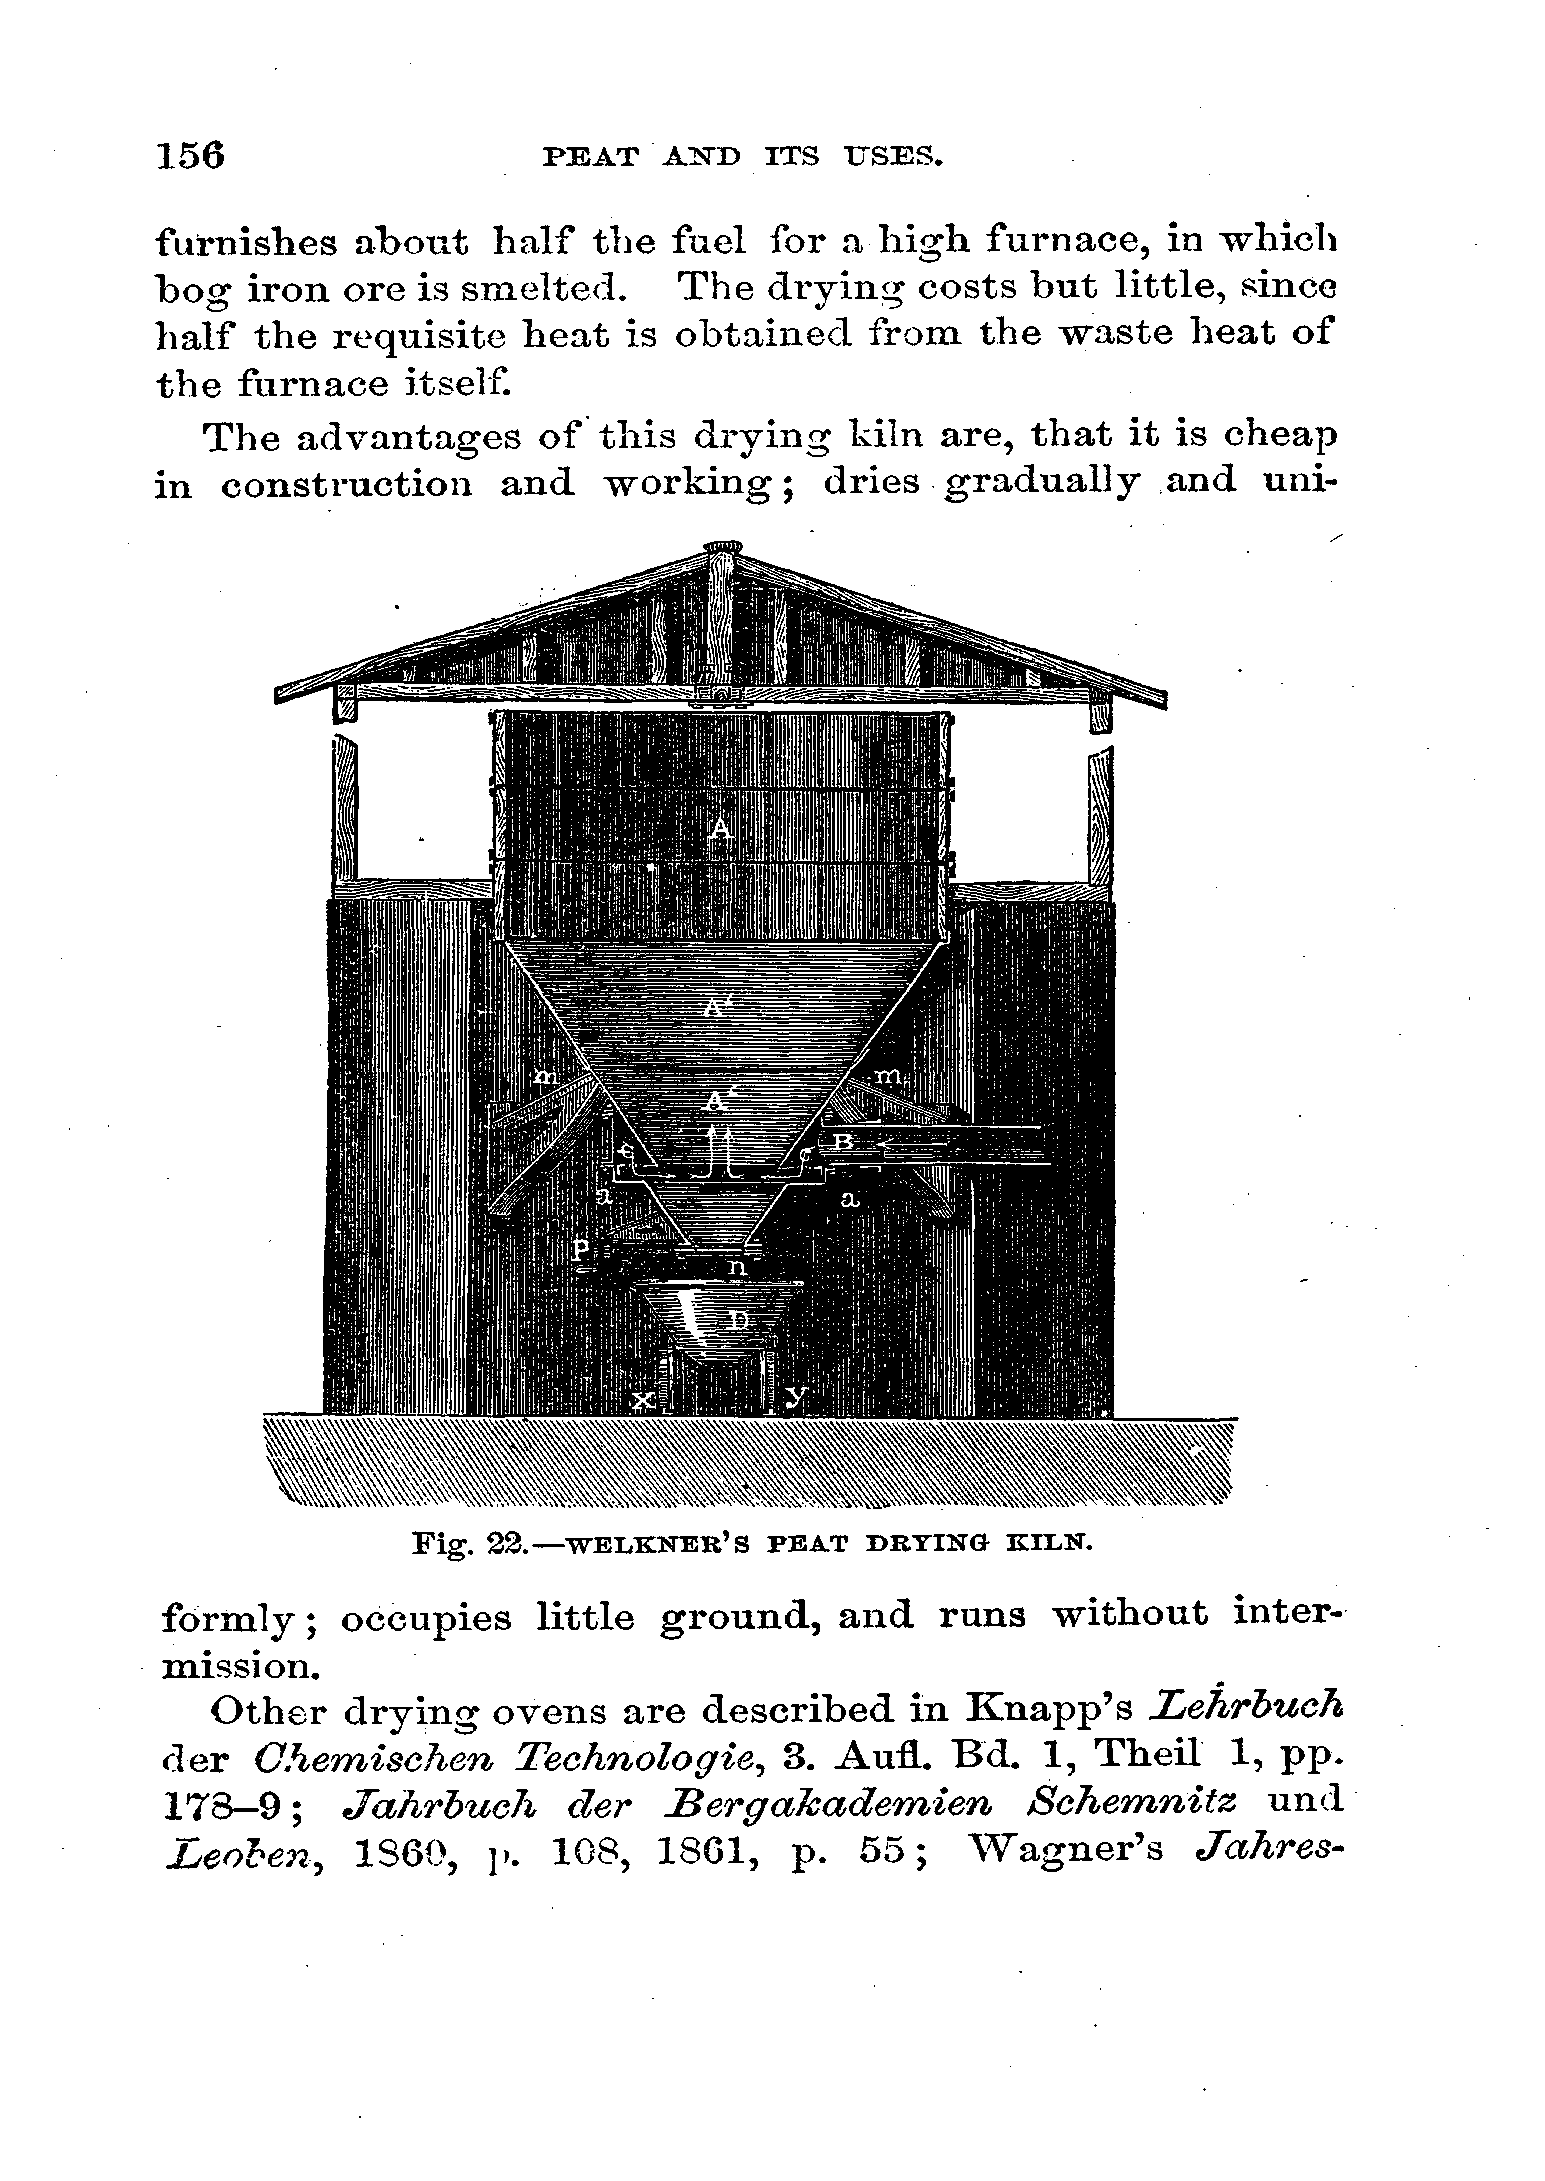 156 PEAT AND ITS USES.
furnishes about half the fuel for a high furnace, in which
bog iron ore is smelted. The drying costs but little, since
half the requisite heat is obtained from the waste heat of
the furnace itself.
The advantages of this drying kiln are, that it is cheap
in construction and working; dries gradually and uni-
A
A'
m
m
A'
B
c
c
a
a
p
n
D
x
y
Fig. 22.—WELKNER'S PEAT DRYING KILN.
formly; occupies little ground, and runs without inter-
mission.
Other drying ovens are described in Knapp's Lehrbuch
der Chemischen Technologie, 3. Aufl. Bd. 1, Theil 1, pp.
178–9; Jahrbuch der Bergakademien Schemnitz und
Leoben, 1860, p. 108, 1861, p. 55; Wagner's Jahres-